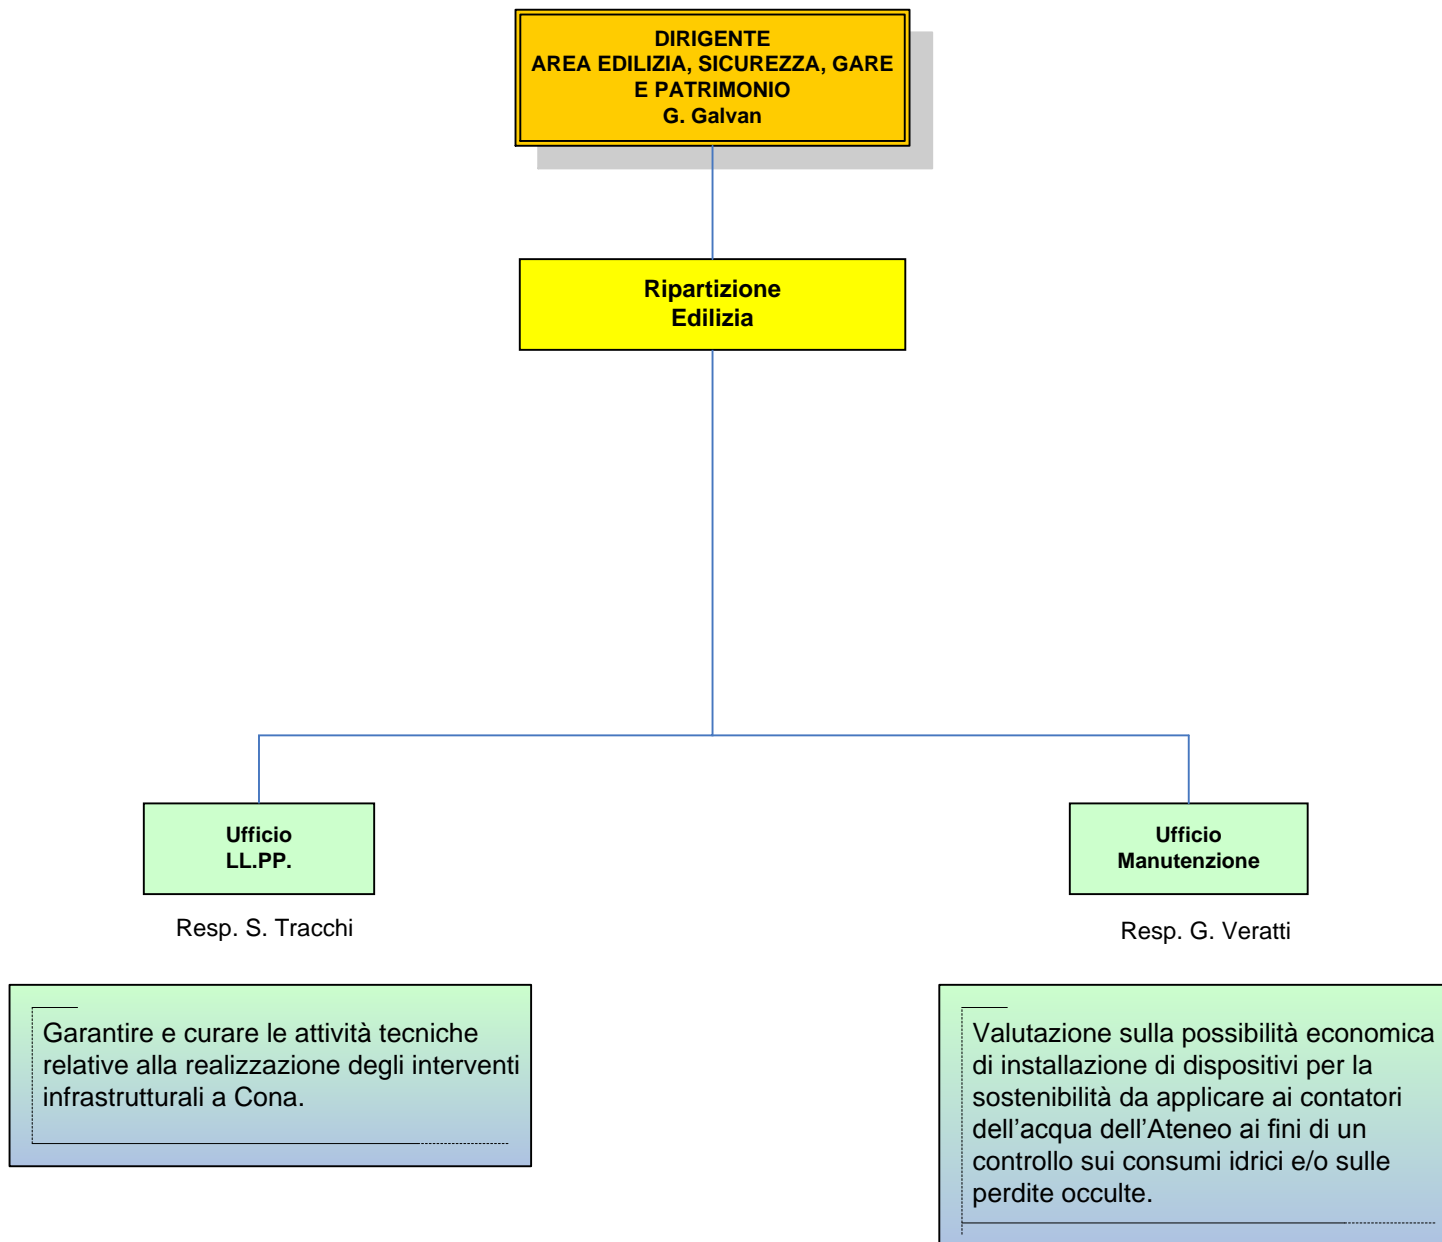 DIRIGENTE
AREA EDILIZIA, SICUREZZA, GARE
E PATRIMONIO
G. Galvan
Ripartizione
Edilizia
Ufficio
LL.PP.
Resp. S. Tracchi
Garantire e curare le attività tecniche
relative alla realizzazione degli interventi
infrastrutturali a Cona.
Ufficio
Manutenzione
Resp. G. Veratti
Valutazione sulla possibilità economica
di installazione di dispositivi per la
sostenibilità da applicare ai contatori
dell’acqua dell’Ateneo ai fini di un
controllo sui consumi idrici e/o sulle
perdite occulte.